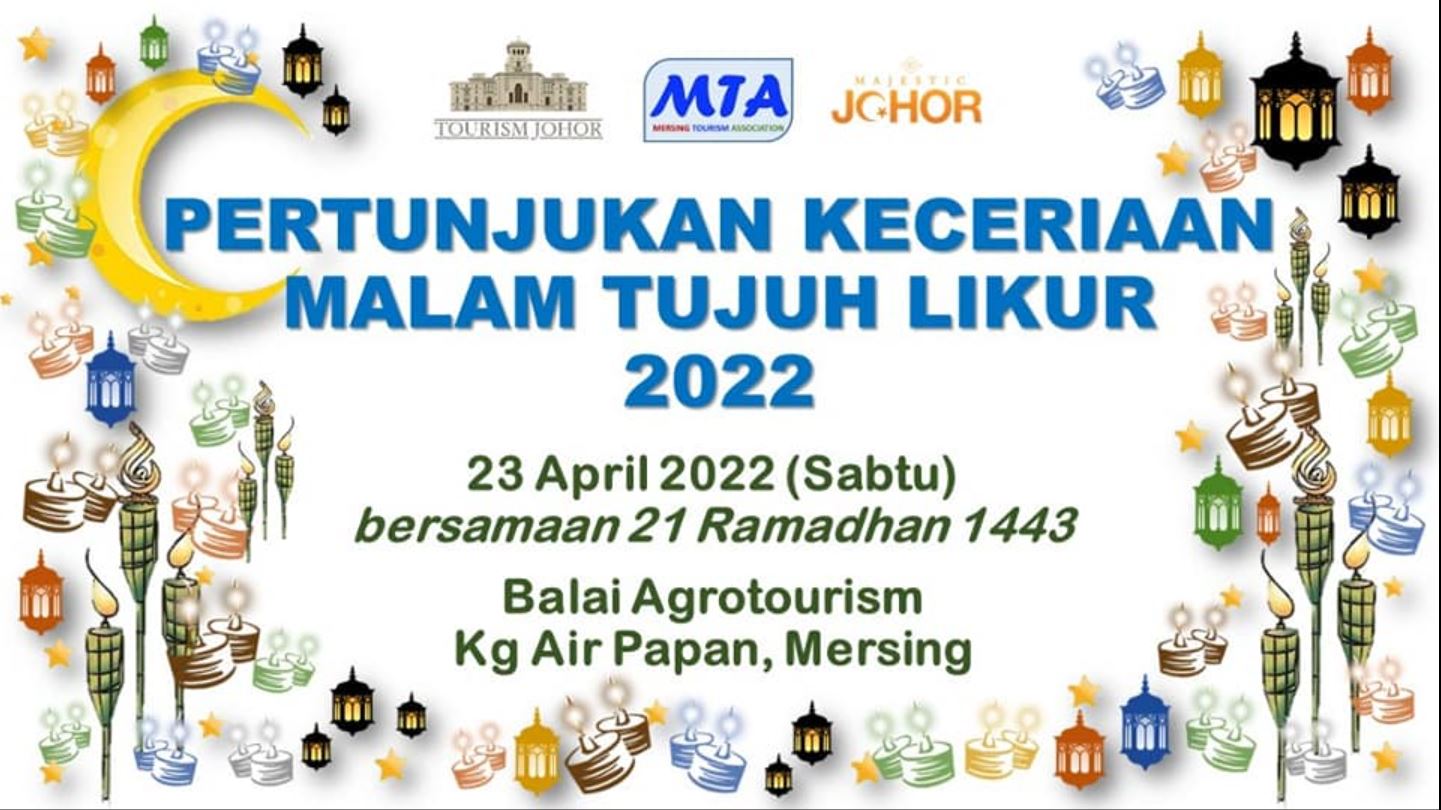 TOURISM JOHOR
MTA
MERSING TOURISM ASSOCIATION
MAJESTIC
JOHOR
PERTUNJUKAN KECERIAAN
MALAM TUJUH LIKUR
2022
23 April 2022 (Sabtu)
bersamaan 21 Ramadhan 1443
Balai Agrotourism
Kg Air Papan, Mersing